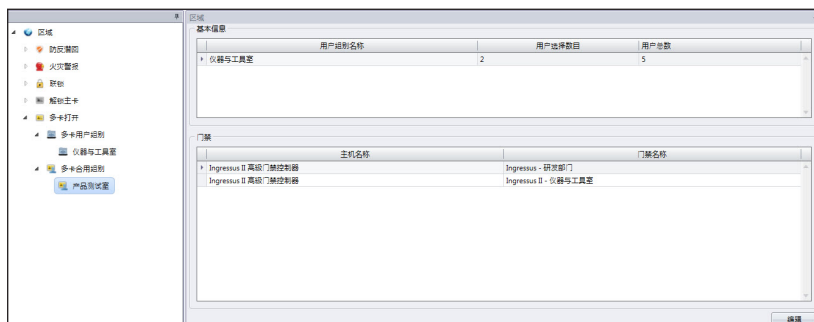 区域
防反潜回
火灾警报
联锁
解锁主卡
多卡打开
多卡用户组别
仪器与工具室
多卡合用组别
产品测试室
区域
基本信息
用户组别名称 用户选择数目 用户总数
仪器与工具室 2 5
门禁
主机名称 门禁名称
Ingressus II 高级门禁控制器 Ingressus - 研发部门
Ingressus II 高级门禁控制器 Ingressus II - 仪器与工具室
编辑